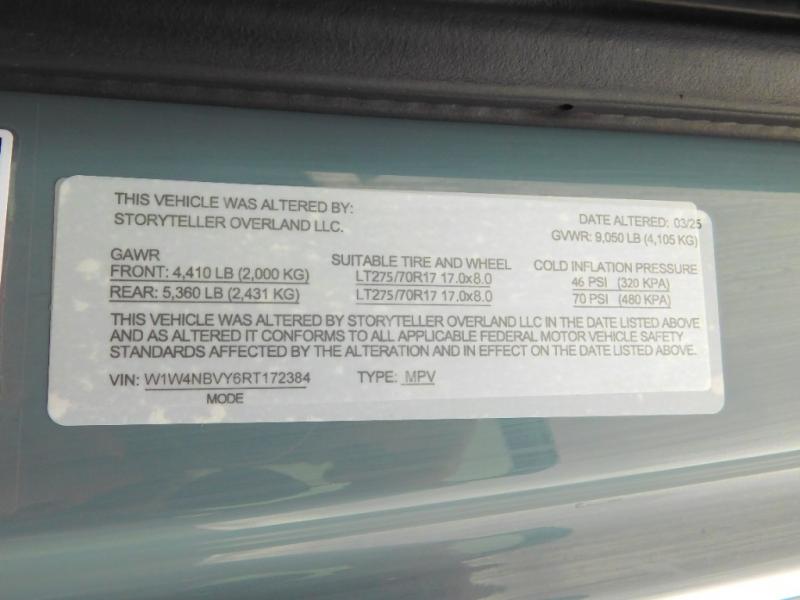 THIS VEHICLE WAS ALTERED BY:
STORYTELLER OVERLAND LLC.
DATE ALTERED: 03/25
GVWR: 9,050 LB (4,105 KG)
GAWR SUITABLE TIRE AND WHEEL COLD INFLATION PRESSURE
FRONT: 4,410 LB (2,000 KG) LT275/70R17 17.0x8.0 46 PSI (320 KPA)
REAR: 5,360 LB (2,431 KG) LT275/70R17 17.0x8.0 70 PSI (480 KPA)
THIS VEHICLE WAS ALTERED BY STORYTELLER OVERLAND LLC IN THE DATE LISTED ABOVE
AND AS ALTERED IT CONFORMS TO ALL APPLICABLE FEDERAL MOTOR VEHICLE SAFETY
STANDARDS AFFECTED BY THE ALTERATION AND IN EFFECT ON THE DATE LISTED ABOVE.
VIN: W1W4NBVY6RT172384 TYPE: MPV
MODE